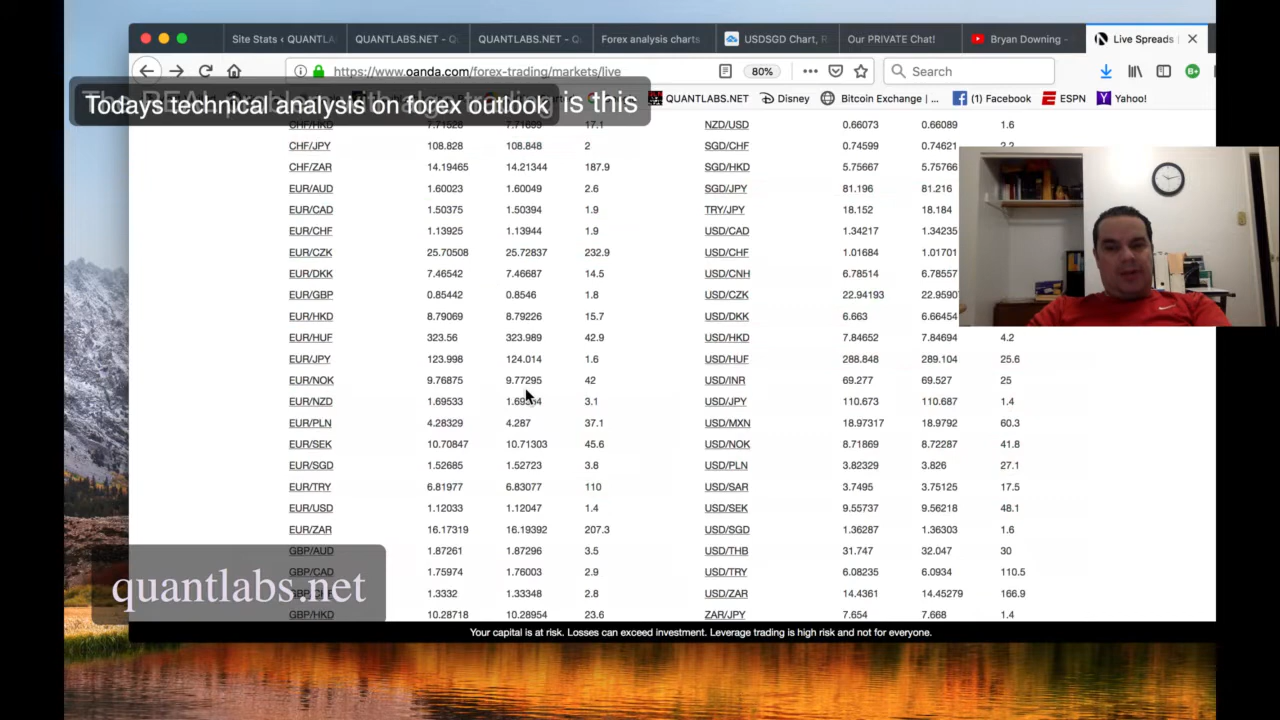 Site Stats ‹ QUANTLA
QUANTLABS.NET - Qu
QUANTLABS.NET - Qu
Forex analysis charts
USDSGD Chart, R
Our PRIVATE Chat!
Bryan Downing -
Live Spreads
https://www.oanda.com/forex-trading/markets/live
80%
Search
Todays technical analysis on forex outlook is this
QUANTLABS.NET
Disney
Bitcoin Exchange | ...
(1) Facebook
ESPN
Yahoo!
CHF/HKD 7.71528 7.71699 17.1
CHF/JPY 108.828 108.848 2
CHF/ZAR 14.19465 14.21344 187.9
EUR/AUD 1.60023 1.60049 2.6
EUR/CAD 1.50375 1.50394 1.9
EUR/CHF 1.13925 1.13944 1.9
EUR/CZK 25.70508 25.72837 232.9
EUR/DKK 7.46542 7.46687 14.5
EUR/GBP 0.85442 0.8546 1.8
EUR/HKD 8.79069 8.79226 15.7
EUR/HUF 323.56 323.989 42.9
EUR/JPY 123.998 124.014 1.6
EUR/NOK 9.76875 9.77295 42
EUR/NZD 1.69533 3.1
EUR/PLN 4.28329 4.287 37.1
EUR/SEK 10.70847 10.71303 45.6
EUR/SGD 1.52685 1.52723 3.8
EUR/TRY 6.81977 6.83077 110
EUR/USD 1.12033 1.12047 1.4
EUR/ZAR 16.17319 16.19392 207.3
GBP/AUD 1.87261 1.87296 3.5
GBP/CAD 1.75974 1.76003 2.9
1.3332 1.33348 2.8
GBP/HKD 10.28718 10.28954 23.6
NZD/USD 0.66073 0.66089 1.6
SGD/CHF 0.74599 0.74621 2.2
SGD/HKD 5.75667 5.75766
SGD/JPY 81.196 81.216
TRY/JPY 18.152 18.184
USD/CAD 1.34217 1.34235
USD/CHF 1.01684 1.01701
USD/CNH 6.78514 6.78557
USD/CZK 22.94193 22.95907
USD/DKK 6.663 6.66454
USD/HKD 7.84652 7.84694 4.2
USD/HUF 288.848 289.104 25.6
USD/INR 69.277 69.527 25
USD/JPY 110.673 110.687 1.4
USD/MXN 18.97317 18.9792 60.3
USD/NOK 8.71869 8.72287 41.8
USD/PLN 3.82329 3.826 27.1
USD/SAR 3.7495 3.75125 17.5
USD/SEK 9.55737 9.56218 48.1
USD/SGD 1.36287 1.36303 1.6
USD/THB 31.747 32.047 30
USD/TRY 6.08235 6.0934 110.5
USD/ZAR 14.4361 14.45279 166.9
ZAR/JPY 7.654 7.668 1.4
quantlabs.net
Your capital is at risk. Losses can exceed investment. Leverage trading is high risk and not for everyone.